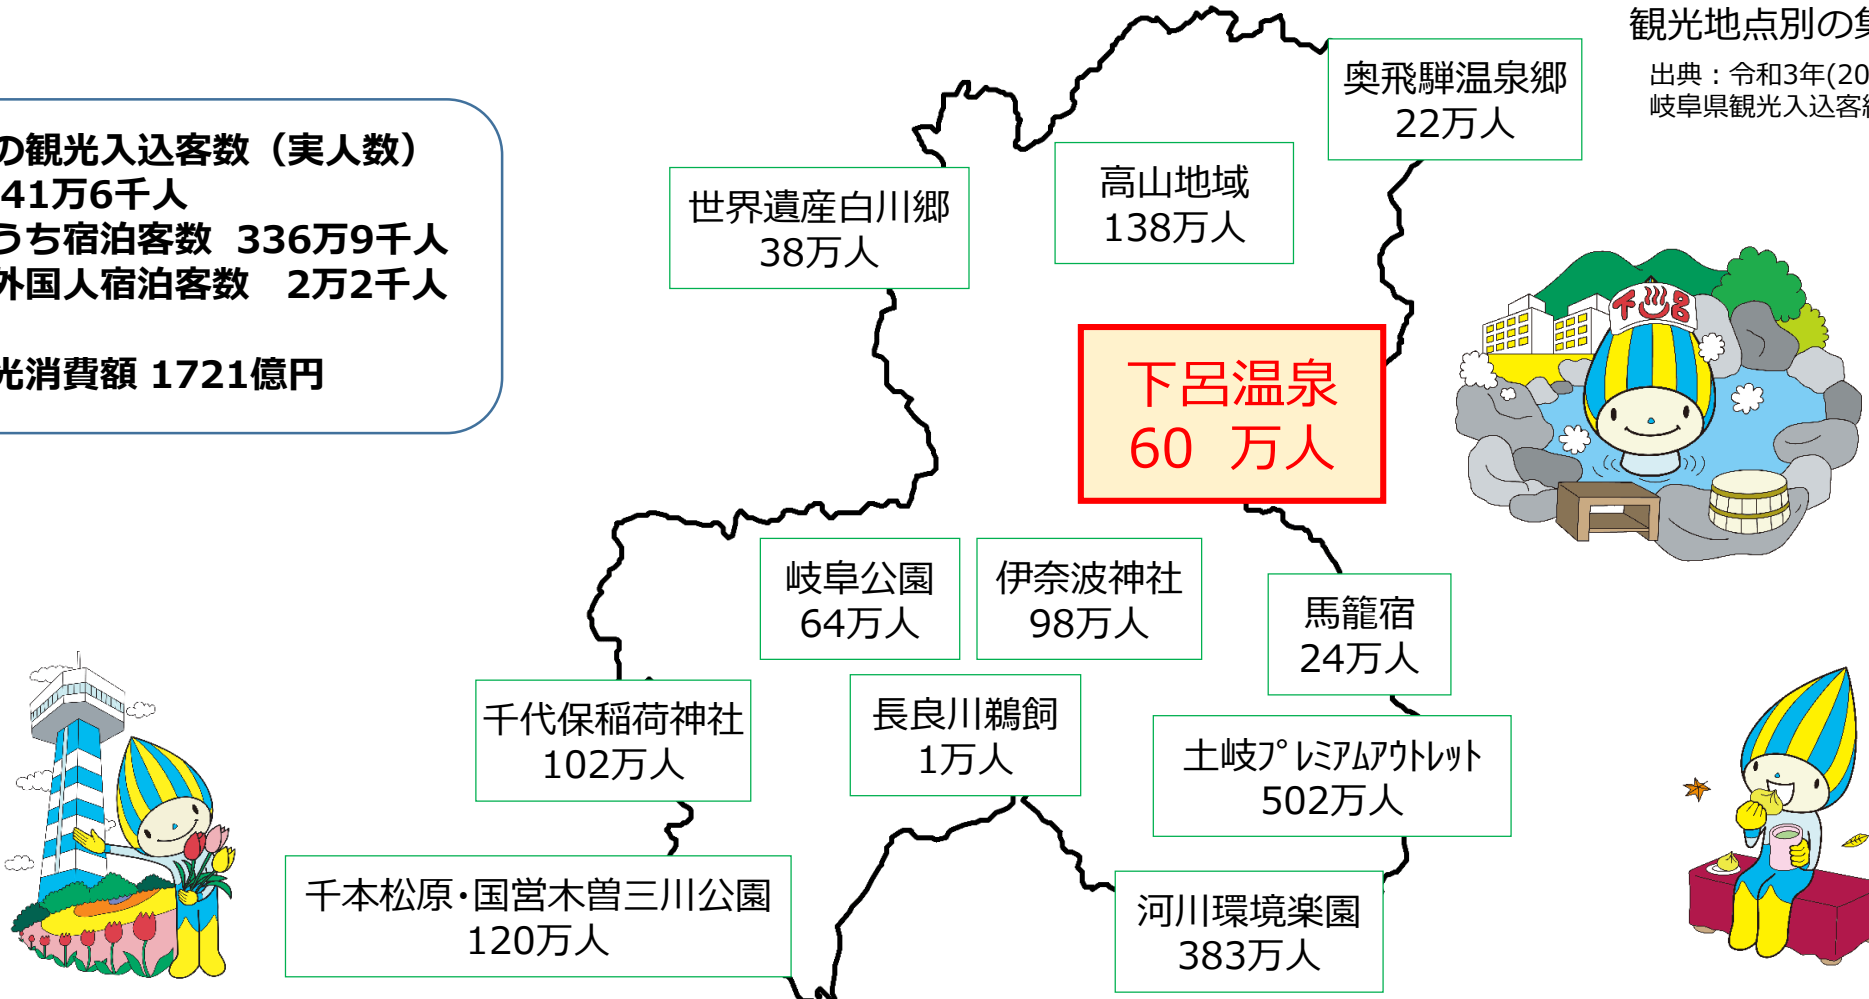 観光地点別の
出典：令和3年(20
岐阜県観光入込客
の観光入込客数（実人数）
41万6千人
うち宿泊客数 336万9千人
外国人宿泊客数 2万2千人
光消費額 1721億円
奥飛騨温泉郷
22万人
高山地域
138万人
世界遺産白川郷
38万人
下呂温泉
60 万人
下呂
岐阜公園
64万人
伊奈波神社
98万人
馬籠宿
24万人
千代保稲荷神社
102万人
長良川鵜飼
1万人
土岐ﾌﾟﾚﾐｱﾑｱｳﾄﾚｯﾄ
502万人
千本松原･国営木曽三川公園
120万人
河川環境楽園
383万人